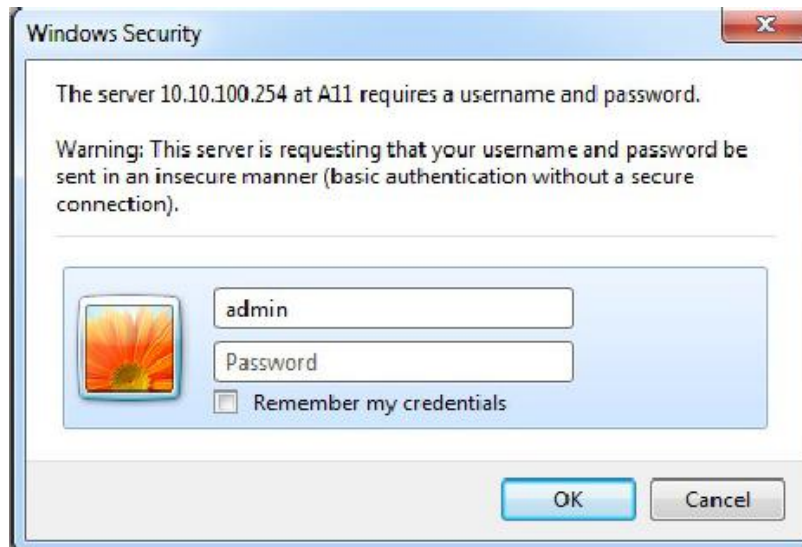 Windows Security
The server 10.10.100.254 at A11 requires a username and password.
Warning: This server is requesting that your username and password be
sent in an insecure manner (basic authentication without a secure
connection).
admin
Password
Remember my credentials
OK
Cancel